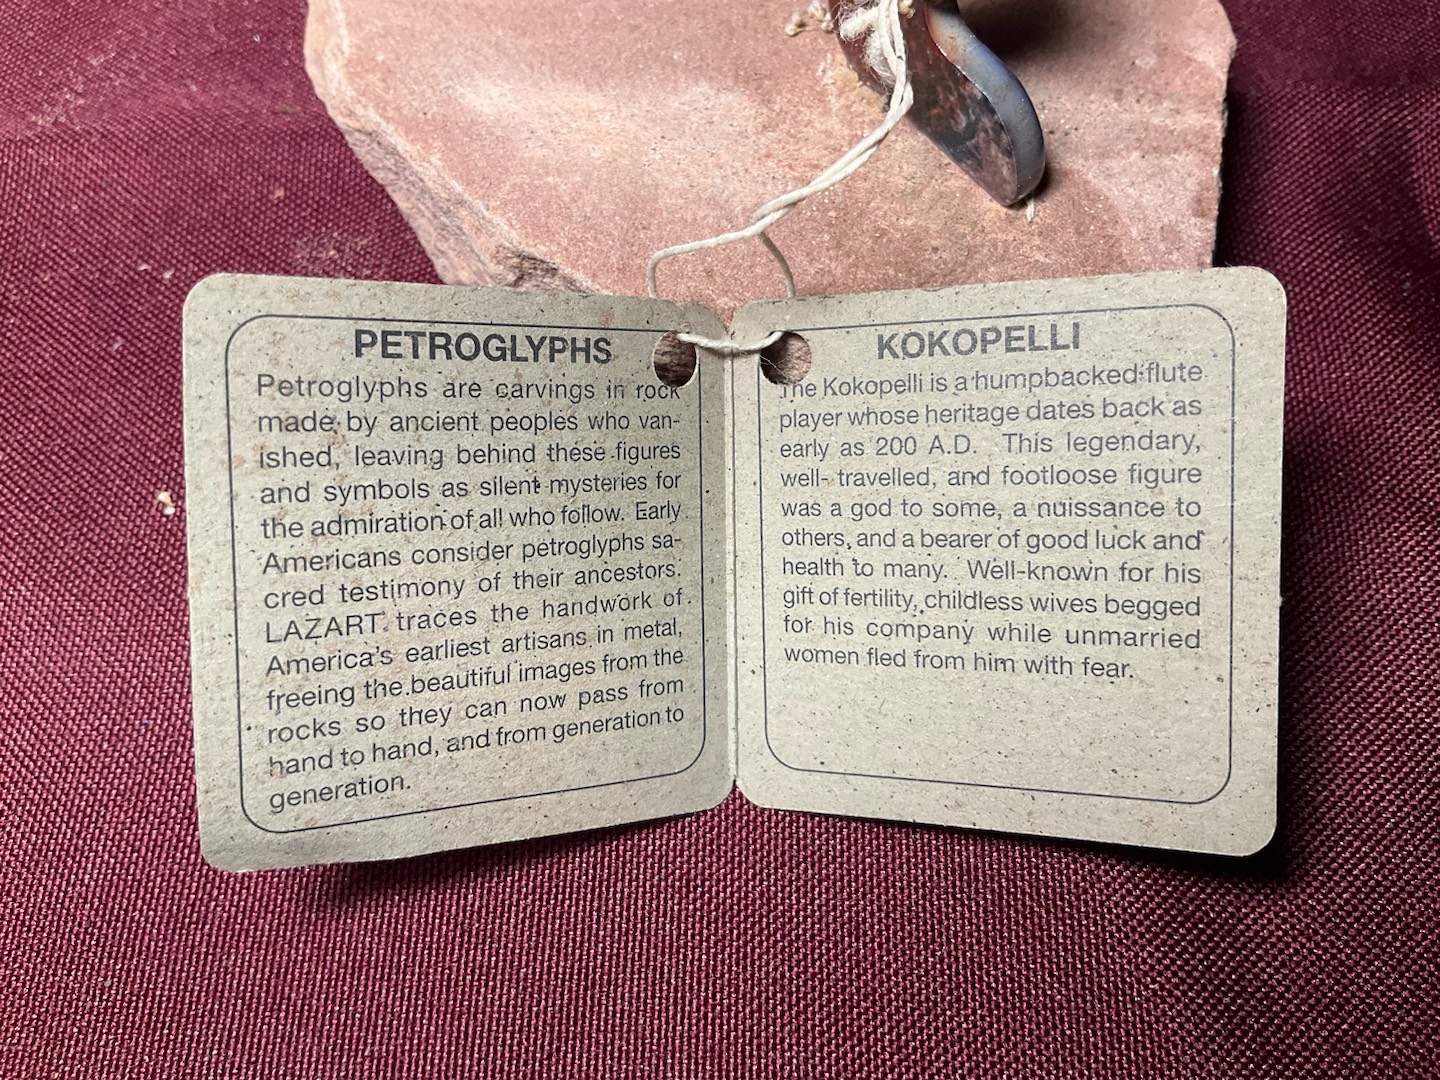 PETROGLYPHS
Petroglyphs are carvings in rock
made by ancient peoples who van-
ished, leaving behind these figures
and symbols as silent mysteries for
the admiration of all who follow. Early
Americans consider petroglyphs sa-
cred testimony of their ancestors.
LAZART traces the handwork of
America's earliest artisans in metal,
freeing the beautiful images from the
rocks so they can now pass from
hand to hand, and from generation to
generation.
KOKOPELLI
The Kokopelli is a humpbacked flute
player whose heritage dates back as
early as 200 A.D. This legendary,
well- travelled, and footloose figure
was a god to some, a nuissance to
others, and a bearer of good luck and
health to many. Well-known for his
gift of fertility, childless wives begged
for his company while unmarried
women fled from him with fear.